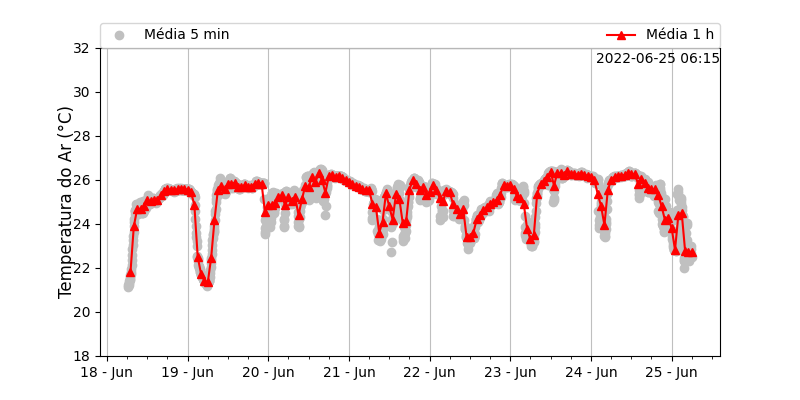 Média 5 min
Média 1 h
2022-06-25 06:15
Temperatura do Ar (°C)
32
30
28
26
24
22
20
18
18 - Jun
19 - Jun
20 - Jun
21 - Jun
22 - Jun
23 - Jun
24 - Jun
25 - Jun